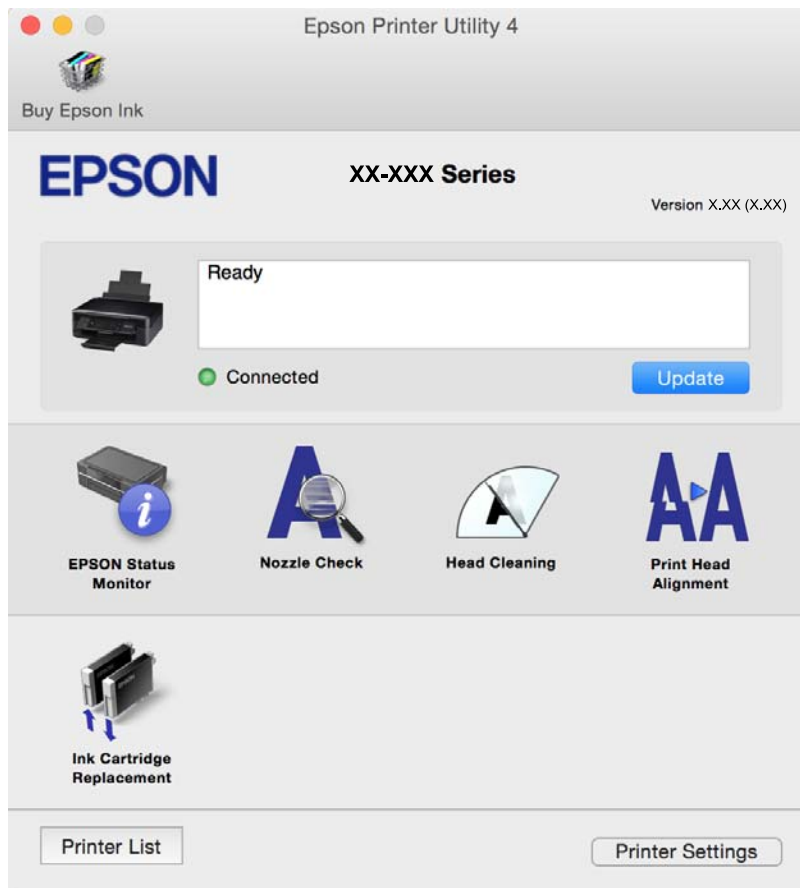 Epson Printer Utility 4
Buy Epson Ink
EPSON
XX-XXX Series
Version X.XX (X.XX)
Ready
Connected
Update
EPSON Status
Monitor
Nozzle Check
Head Cleaning
Print Head
Alignment
Ink Cartridge
Replacement
Printer List
Printer Settings